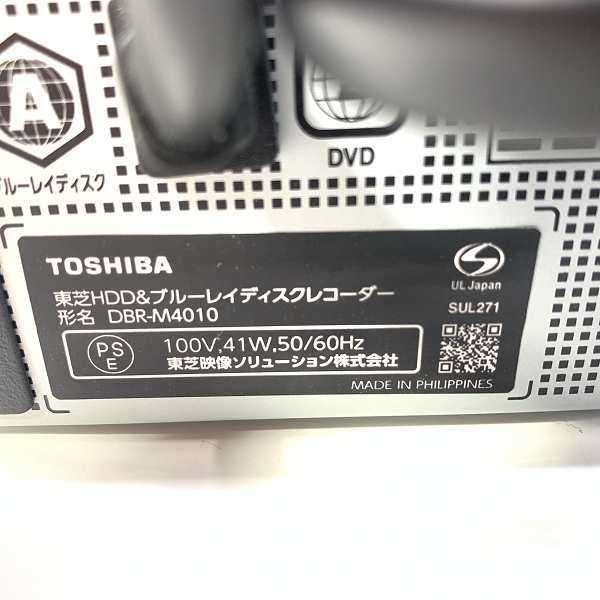 A
ブルーレイディスク
DVD
TOSHIBA
東芝HDD&ブルーレイディスクレコーダー
形名 DBR-M4010
PS
E
100V,41W,50/60Hz
東芝映像ソリューション株式会社
S
UL Japan
SUL271
MADE IN PHILIPPINES